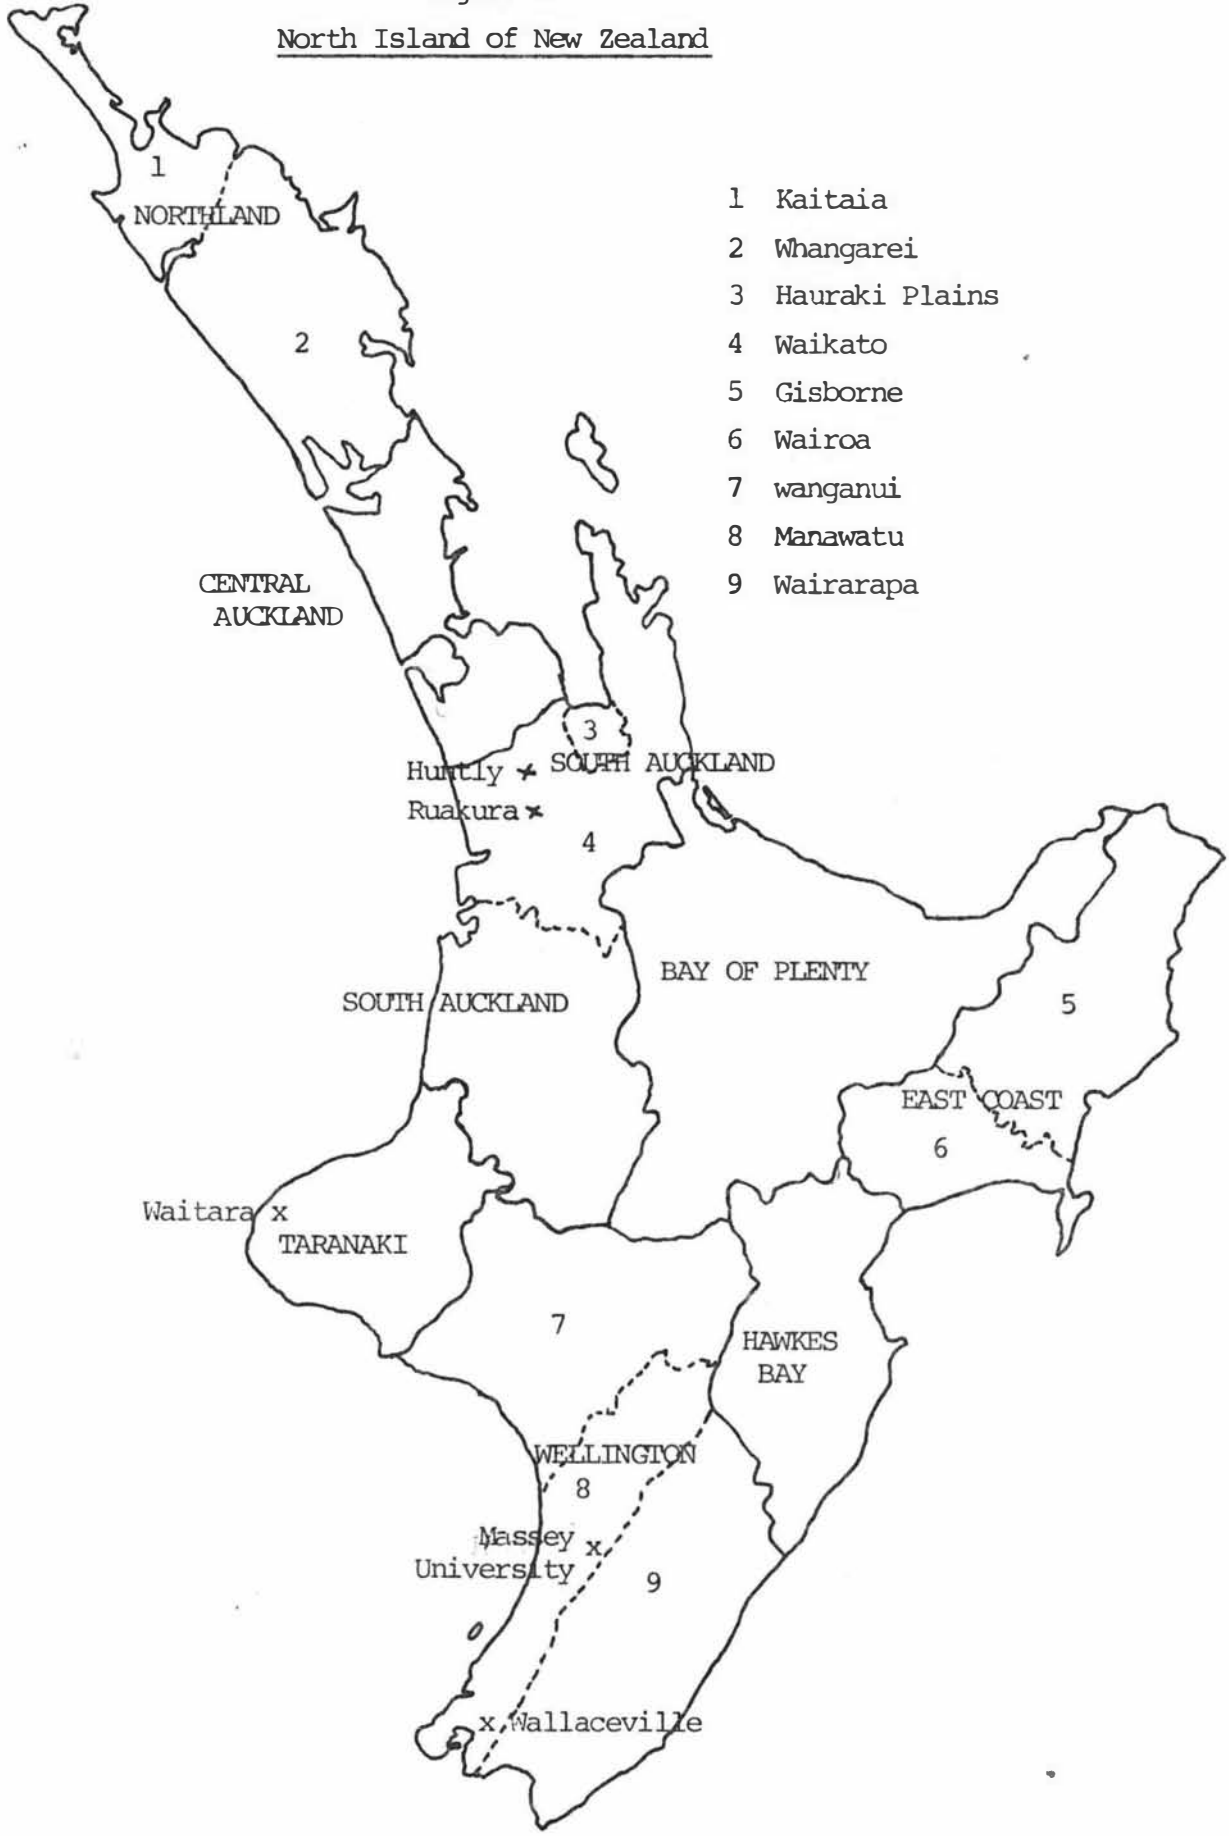 North Island of New Zealand
1 Kaitaia
2 Whangarei
3 Hauraki Plains
4 Waikato
5 Gisborne
6 Wairoa
7 wanganui
8 Manawatu
9 Wairarapa
1
NORTHLAND
2
CENTRAL
AUCKLAND
3
SOUTH AUCKLAND
Huntly x
Ruakura x
4
BAY OF PLENTY
SOUTH AUCKLAND
5
EAST COAST
6
Waitara x
TARANAKI
7
HAWKES
BAY
WELLINGTON
8
Massey
University x
9
x Wallaceville